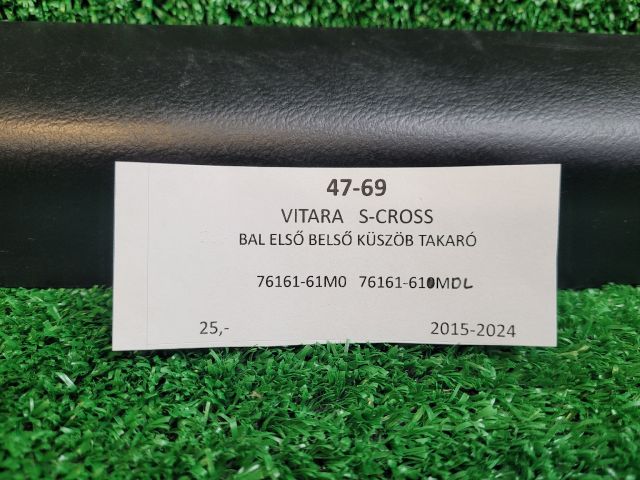 47-69
VITARA S-CROSS
BAL ELSŐ BELSŐ KÜSZÖB TAKARÓ
76161-61M0 76161-610MDL
25,- 2015-2024